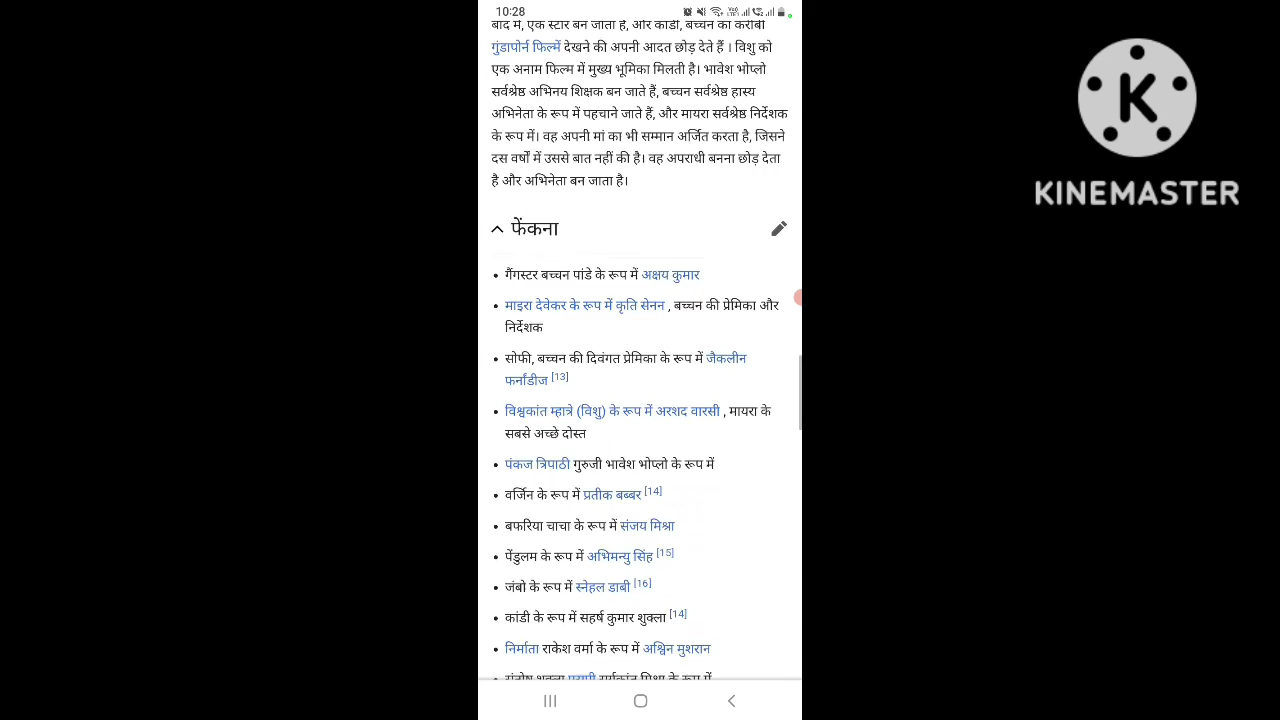 10:28
बाद में, एक स्टार बन जाता है, और कांडी, बच्चन का करीबी
गुंडापोर्न फिल्में देखने की अपनी आदत छोड़ देते हैं । विशु को
एक अनाम फिल्म में मुख्य भूमिका मिलती है। भावेश भोप्लो
सर्वश्रेष्ठ अभिनय शिक्षक बन जाते हैं, बच्चन सर्वश्रेष्ठ हास्य
अभिनेता के रूप में पहचाने जाते हैं, और मायरा सर्वश्रेष्ठ निर्देशक
के रूप में। वह अपनी मां का भी सम्मान अर्जित करता है, जिसने
दस वर्षों में उससे बात नहीं की है। वह अपराधी बनना छोड़ देता
है और अभिनेता बन जाता है।
फेंकना
गैंगस्टर बच्चन पांडे के रूप में अक्षय कुमार
माइरा देवेकर के रूप में कृति सेनन , बच्चन की प्रेमिका और
निर्देशक
सोफी, बच्चन की दिवंगत प्रेमिका के रूप में जैकलीन
फर्नांडीज [13]
विश्वकांत म्हात्रे (विशु) के रूप में अरशद वारसी , मायरा के
सबसे अच्छे दोस्त
पंकज त्रिपाठी गुरुजी भावेश भोप्लो के रूप में
वर्जिन के रूप में प्रतीक बब्बर [14]
बफरिया चाचा के रूप में संजय मिश्रा
पेंडुलम के रूप में अभिमन्यु सिंह [15]
जंबो के रूप में स्नेहल डाबी [16]
कांडी के रूप में सहर्ष कुमार शुक्ला [14]
निर्माता राकेश वर्मा के रूप में अश्विन मुशरान
K
KINEMASTER